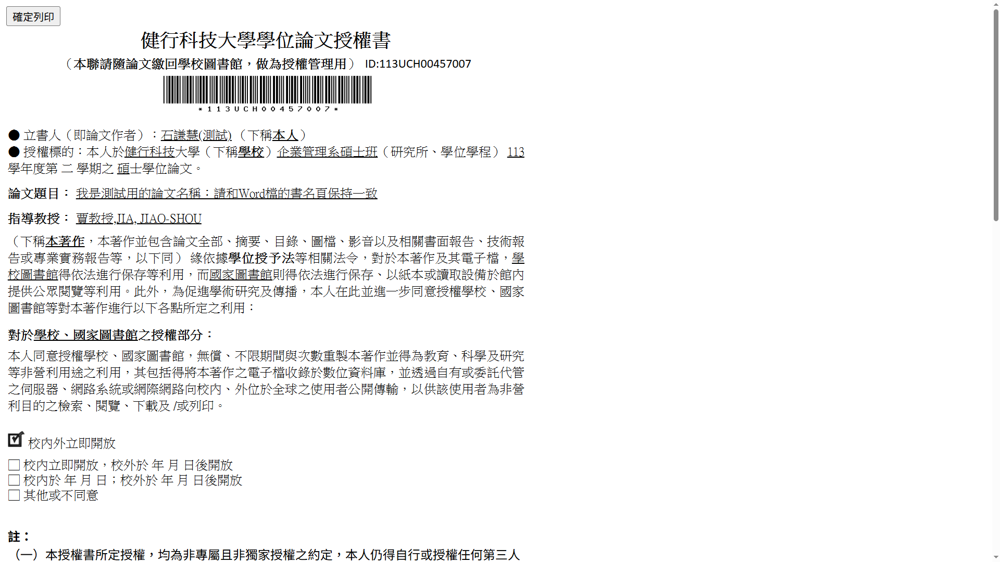 確定列印
健行科技大學學位論文授權書
（本聯請隨論文繳回學校圖書館，做為授權管理用） ID:113UCH00457007
*113UCH00457007*
● 立書人（即論文作者）：石謙慧(測試) （下稱本人）
● 授權標的：本人於健行科技大學（下稱學校）企業管理系碩士班（研究所、學位學程） 113
學年度第 二 學期之 碩士學位論文。
論文題目： 我是測試用的論文名稱：請和Word檔的書名頁保持一致
指導教授： 賈教授,JIA, JIAO-SHOU
（下稱本著作，本著作並包含論文全部、摘要、目錄、圖檔、影音以及相關書面報告、技術報
告或專業實務報告等，以下同） 緣依據學位授予法等相關法令，對於本著作及其電子檔，學
校圖書館得依法進行保存等利用，而國家圖書館則得依法進行保存、以紙本或讀取設備於館內
提供公眾閱覽等利用。此外，為促進學術研究及傳播，本人在此並進一步同意授權學校、國家
圖書館等對本著作進行以下各點所定之利用：
對於學校、國家圖書館之授權部分：
本人同意授權學校、國家圖書館，無償、不限期間與次數重製本著作並得為教育、科學及研究
等非營利用途之利用，其包括得將本著作之電子檔收錄於數位資料庫，並透過自有或委託代管
之伺服器、網路系統或網際網路向校內、外位於全球之使用者公開傳輸，以供該使用者為非營
利目的之檢索、閱覽、下載及 /或列印。
☑ 校內外立即開放
□ 校內立即開放，校外於 年 月 日後開放
□ 校內於 年 月 日；校外於 年 月 日後開放
□ 其他或不同意
註：
（一）本授權書所定授權，均為非專屬且非獨家授權之約定，本人仍得自行或授權任何第三人